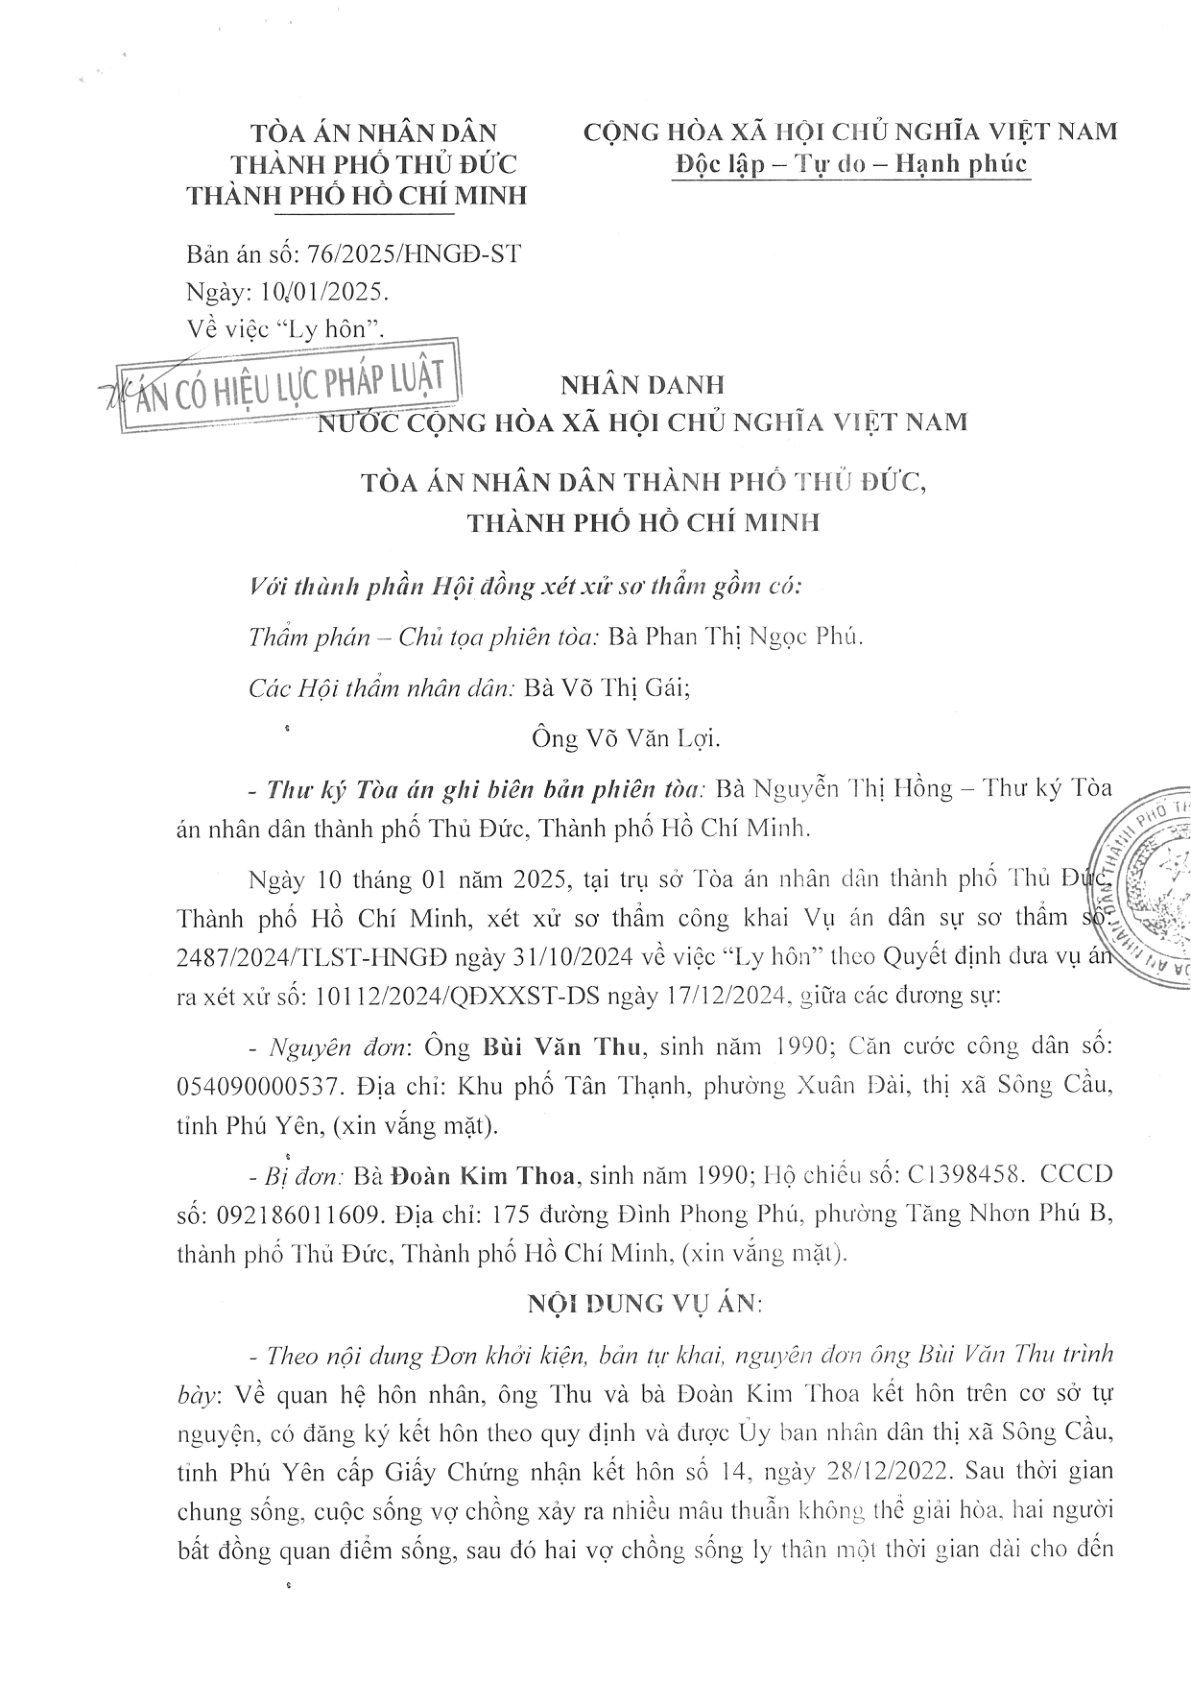 TÒA ÁN NHÂN DÂN
THÀNH PHỐ THỦ ĐỨC
THÀNH PHỐ HỒ CHÍ MINH
CỘNG HÒA XÃ HỘI CHỦ NGHĨA VIỆT NAM
Độc lập – Tự do – Hạnh phúc
Bản án số: 76/2025/HNGĐ-ST
Ngày: 10/01/2025.
Về việc “Ly hôn”.
ÁN CÓ HIỆU LỰC PHÁP LUẬT
NHÂN DANH
NƯỚC CỘNG HÒA XÃ HỘI CHỦ NGHĨA VIỆT NAM
TÒA ÁN NHÂN DÂN THÀNH PHỐ THỦ ĐỨC,
THÀNH PHỐ HỒ CHÍ MINH
Với thành phần Hội đồng xét xử sơ thẩm gồm có:
Thẩm phán – Chủ tọa phiên tòa: Bà Phan Thị Ngọc Phú.
Các Hội thẩm nhân dân: Bà Võ Thị Gái;
Ông Võ Văn Lợi.
- Thư ký Tòa án ghi biên bản phiên tòa: Bà Nguyễn Thị Hồng – Thư ký Tòa
án nhân dân thành phố Thủ Đức, Thành phố Hồ Chí Minh.
Ngày 10 tháng 01 năm 2025, tại trụ sở Tòa án nhân dân thành phố Thủ Đức,
Thành phố Hồ Chí Minh, xét xử sơ thẩm công khai Vụ án dân sự sơ thẩm số:
2487/2024/TLST-HNGĐ ngày 31/10/2024 về việc “Ly hôn” theo Quyết định đưa vụ án
ra xét xử số: 10112/2024/QĐXXST-DS ngày 17/12/2024, giữa các đương sự:
- Nguyên đơn: Ông Bùi Văn Thu, sinh năm 1990; Căn cước công dân số:
054090000537. Địa chỉ: Khu phố Tân Thạnh, phường Xuân Đài, thị xã Sông Cầu,
tỉnh Phú Yên, (xin vắng mặt).
- Bị đơn: Bà Đoàn Kim Thoa, sinh năm 1990; Hộ chiếu số: C1398458. CCCD
số: 092186011609. Địa chỉ: 175 đường Đình Phong Phú, phường Tăng Nhơn Phú B,
thành phố Thủ Đức, Thành phố Hồ Chí Minh, (xin vắng mặt).
NỘI DUNG VỤ ÁN:
- Theo nội dung Đơn khởi kiện, bản tự khai, nguyên đơn ông Bùi Văn Thu trình
bày: Về quan hệ hôn nhân, ông Thu và bà Đoàn Kim Thoa kết hôn trên cơ sở tự
nguyện, có đăng ký kết hôn theo quy định và được Ủy ban nhân dân thị xã Sông Cầu,
tỉnh Phú Yên cấp Giấy Chứng nhận kết hôn số 14, ngày 28/12/2022. Sau thời gian
chung sống, cuộc sống vợ chồng xảy ra nhiều mâu thuẫn không thể giải hòa, hai người
bất đồng quan điểm sống, sau đó hai vợ chồng sống ly thân một thời gian dài cho đến